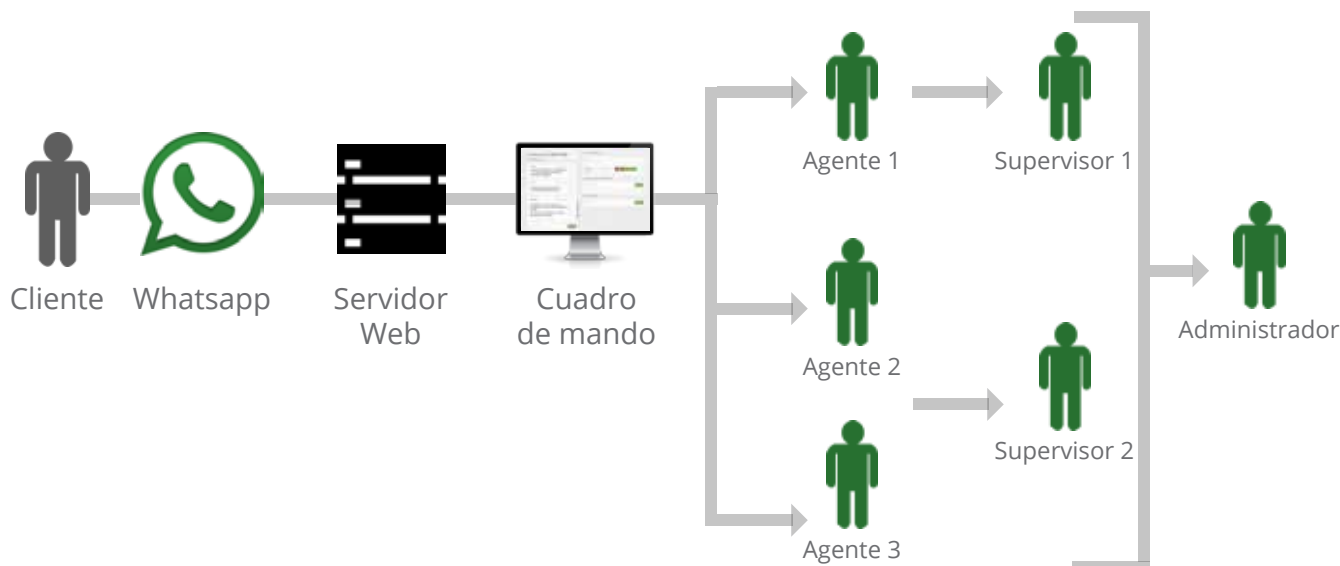 Cliente
Whatsapp
Servidor
Web
Cuadro
de mando
Agente 1
Supervisor 1
Agente 2
Supervisor 2
Agente 3
Administrador